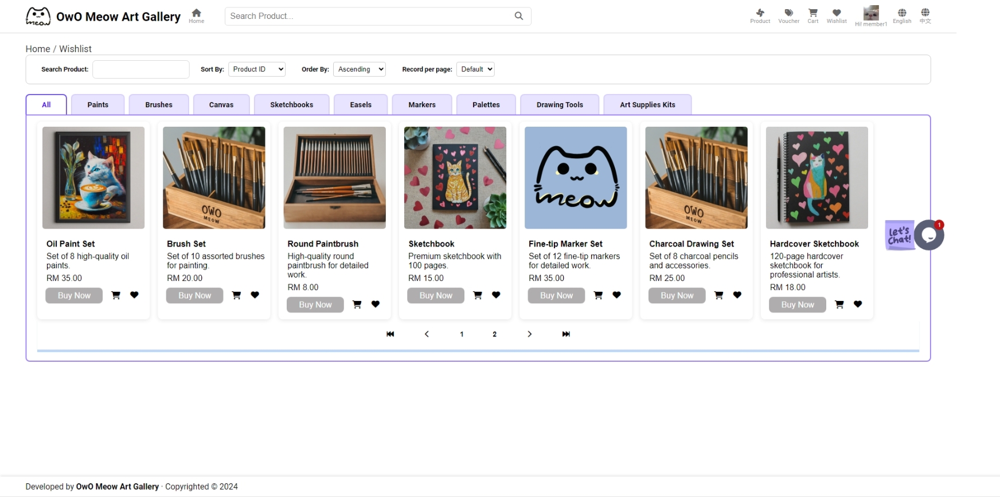 meow OwO Meow Art Gallery Home Search Product... Product Voucher Cart Wishlist Hi! member1 English 中文
Home / Wishlist
Search Product: Sort By: Product ID Order By: Ascending Record per page: Default
All Paints Brushes Canvas Sketchbooks Easels Markers Palettes Drawing Tools Art Supplies Kits
OWO
MEOW
meow
OWO
MEOW
Oil Paint Set
Set of 8 high-quality oil
paints.
RM 35.00
Buy Now
Brush Set
Set of 10 assorted brushes
for painting.
RM 20.00
Buy Now
Round Paintbrush
High-quality round
paintbrush for detailed
work.
RM 8.00
Buy Now
Sketchbook
Premium sketchbook with
100 pages.
RM 15.00
Buy Now
Fine-tip Marker Set
Set of 12 fine-tip markers
for detailed work.
RM 35.00
Buy Now
Charcoal Drawing Set
Set of 8 charcoal pencils
and accessories.
RM 25.00
Buy Now
Hardcover Sketchbook
120-page hardcover
sketchbook for
professional artists.
RM 18.00
Buy Now
let's
Chat!
1
1 2
Developed by OwO Meow Art Gallery · Copyrighted © 2024